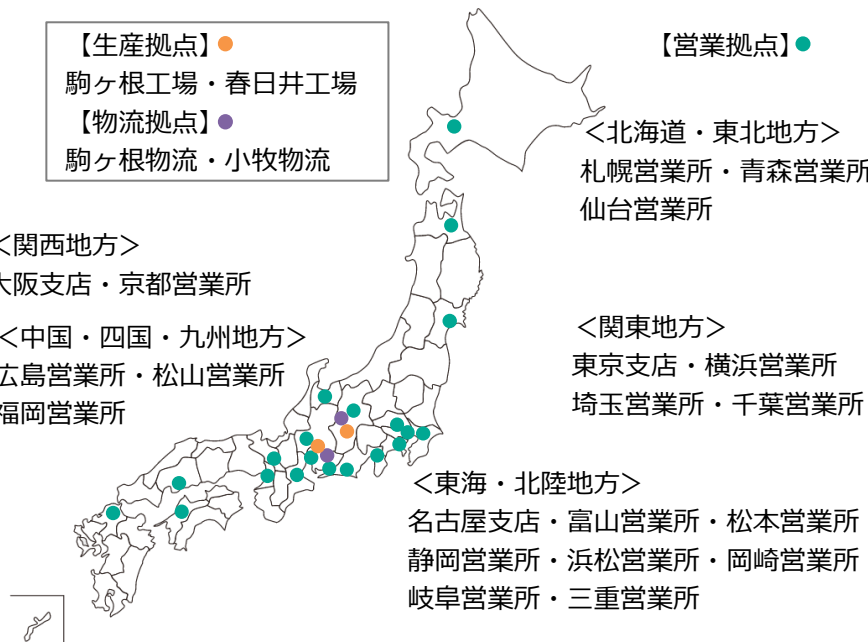 【生産拠点】
駒ヶ根工場・春日井工場
【物流拠点】
駒ヶ根物流・小牧物流
【営業拠点】
＜北海道・東北地方＞
札幌営業所・青森営業所
仙台営業所
＜関西地方＞
大阪支店・京都営業所
＜中国・四国・九州地方＞
広島営業所・松山営業所
福岡営業所
＜関東地方＞
東京支店・横浜営業所
埼玉営業所・千葉営業所
＜東海・北陸地方＞
名古屋支店・富山営業所・松本営業所
静岡営業所・浜松営業所・岡崎営業所
岐阜営業所・三重営業所